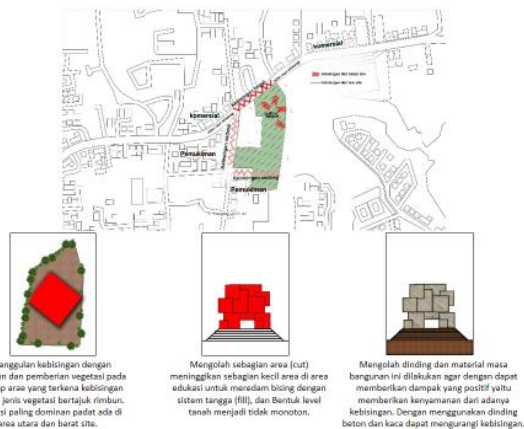 komersial
komersial
Pemukiman
Pemukiman
anggulan kebisingan dengan
un dan pemberian vegetasi pada
p arae yang terkena kebisingan
jenis vegetasi bertajuk rimbun.
si paling dominan padat ada di
area utara dan barat site.
Mengolah sebagian area (cut)
meninggikan sebagian kecil area di area
edukasi untuk meredam bising dengan
sistem tangga (fill), dan Bentuk level
tanah menjadi tidak monoton.
Mengolah dinding dan material masa
bangunan ini dilakukan agar dengan dapat
memberikan dampak yang positif yaitu
memberikan kenyamanan dari adanya
kebisingan. Dengan menggunakan dinding
beton dan kaca dapat mengurangi kebisingan.